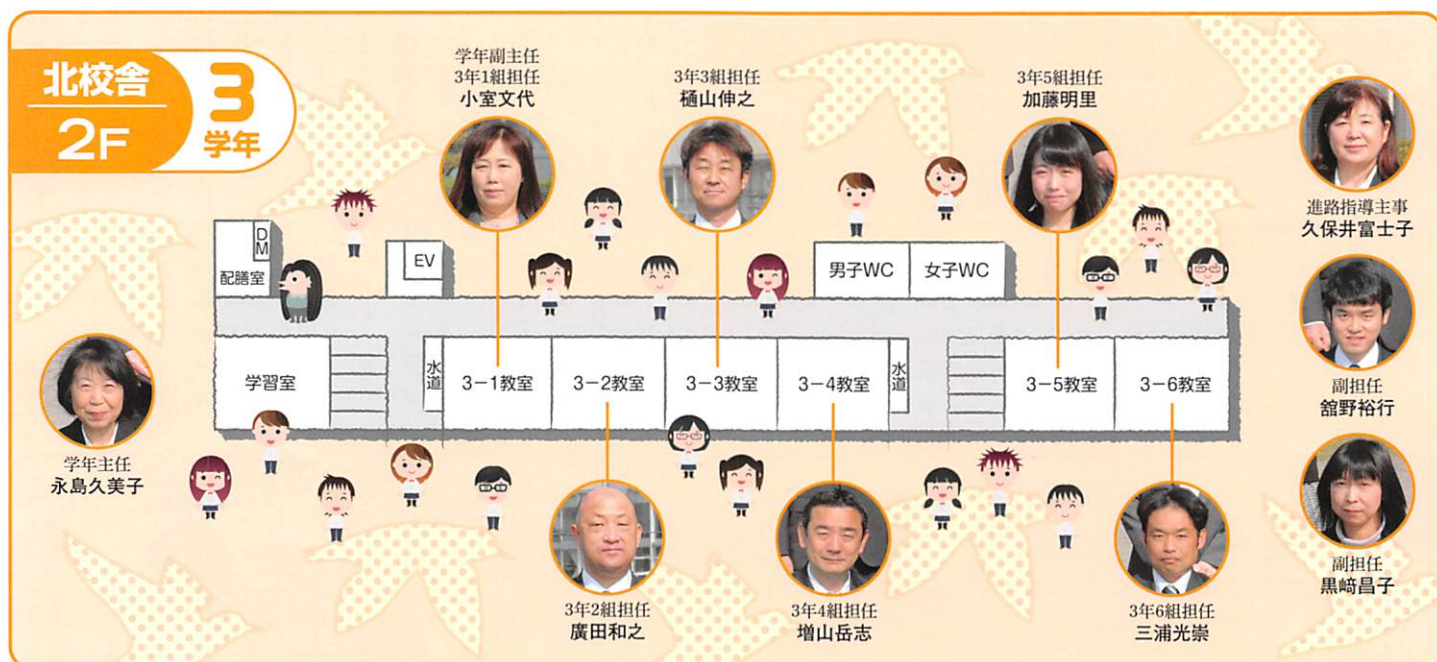 北校舎
2F
3
学年
学年副主任
3年1組担任
小室文代
3年3組担任
樋山伸之
3年5組担任
加藤明里
進路指導主事
久保井富士子
DM
配膳室
EV
男子WC
女子WC
副担任
舘野裕行
学習室
水道
3-1教室
3-2教室
3-3教室
3-4教室
水道
3-5教室
3-6教室
学年主任
永島久美子
3年2組担任
廣田和之
3年4組担任
増山岳志
3年6組担任
三浦光崇
副担任
黒﨑昌子